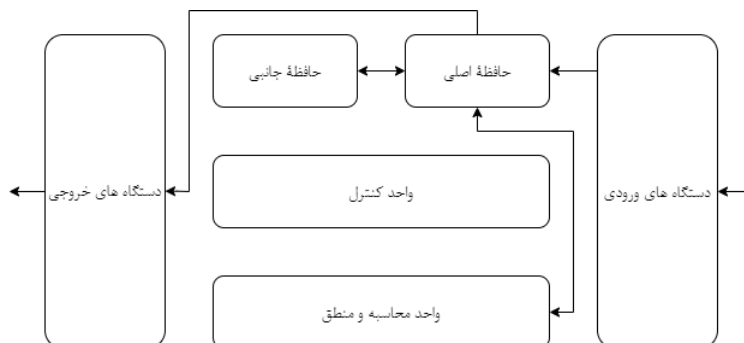 حافظهٔ اصلی
حافظهٔ جانبی
دستگاه های ورودی
واحد کنترل
دستگاه های خروجی
واحد محاسبه و منطق